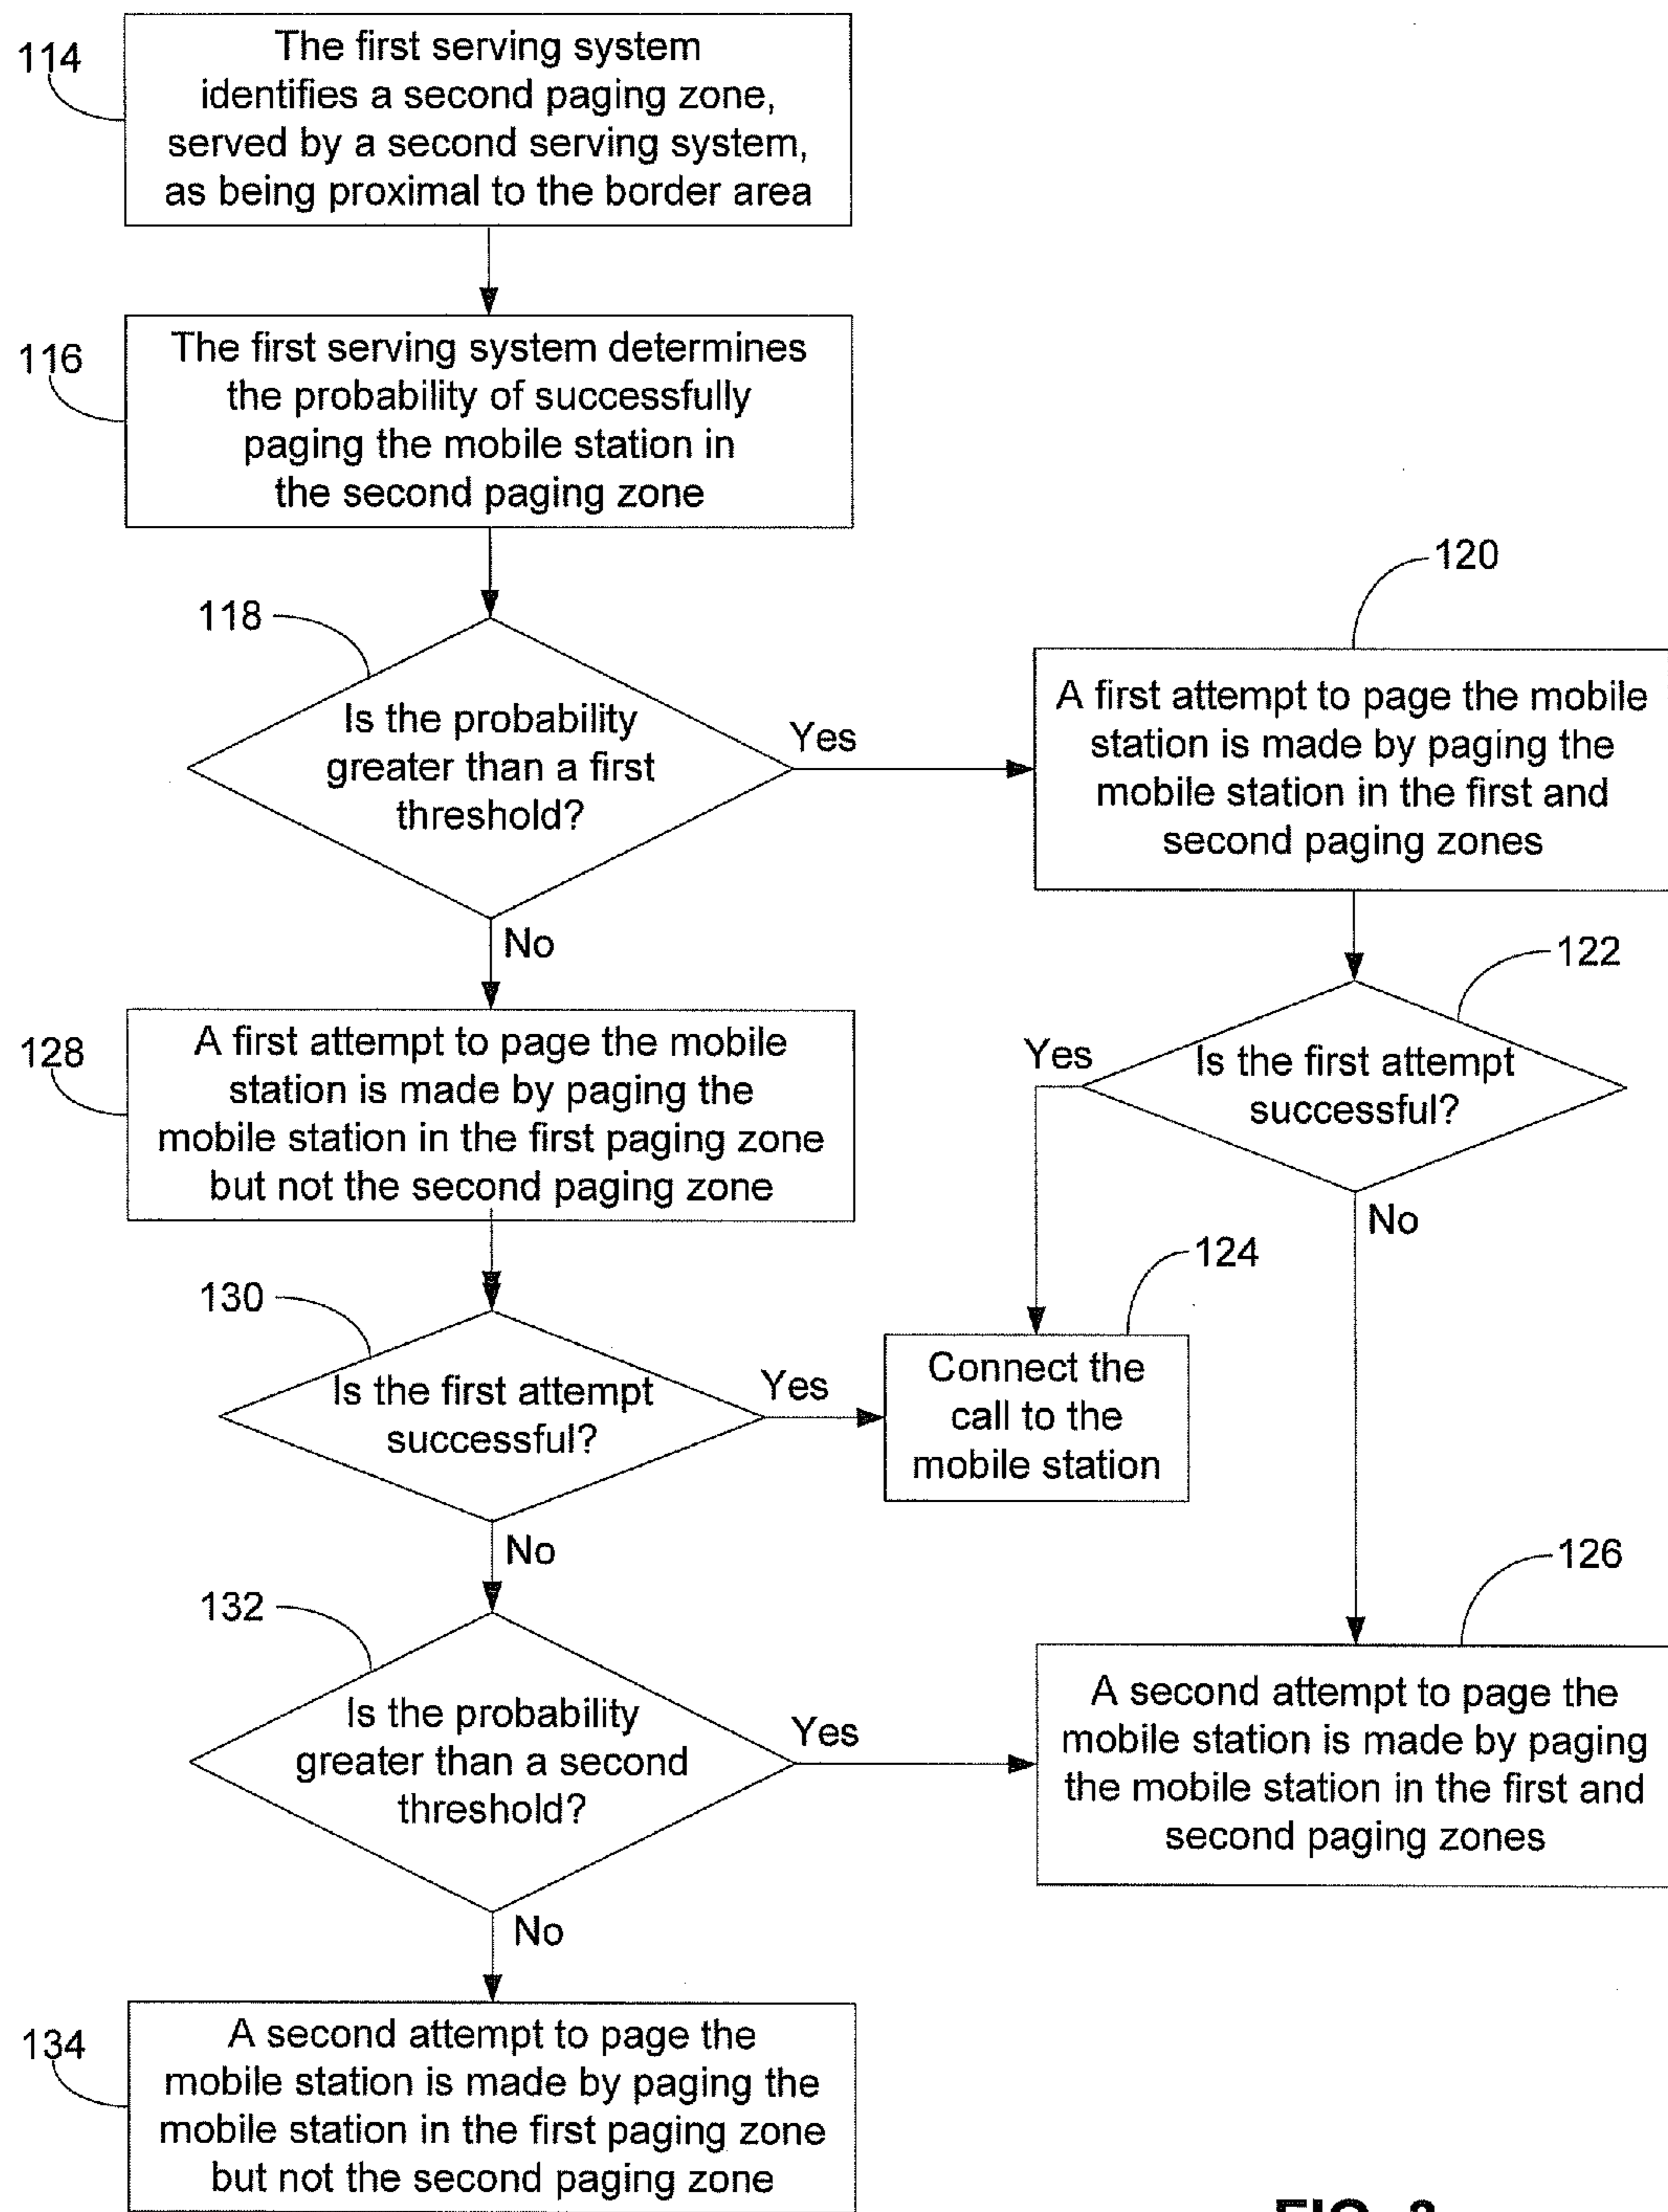 114
The first serving system
identifies a second paging zone,
served by a second serving system,
as being proximal to the border area
116
The first serving system determines
the probability of successfully
paging the mobile station in
the second paging zone
118
Is the probability
greater than a first
threshold?
Yes
No
120
A first attempt to page the mobile
station is made by paging the
mobile station in the first and
second paging zones
122
Is the first attempt
successful?
Yes
No
128
A first attempt to page the mobile
station is made by paging the
mobile station in the first paging zone
but not the second paging zone
130
Is the first attempt
successful?
Yes
No
124
Connect the
call to the
mobile station
132
Is the probability
greater than a second
threshold?
Yes
No
126
A second attempt to page the
mobile station is made by paging
the mobile station in the first and
second paging zones
134
A second attempt to page the
mobile station is made by paging the
mobile station in the first paging zone
but not the second paging zone